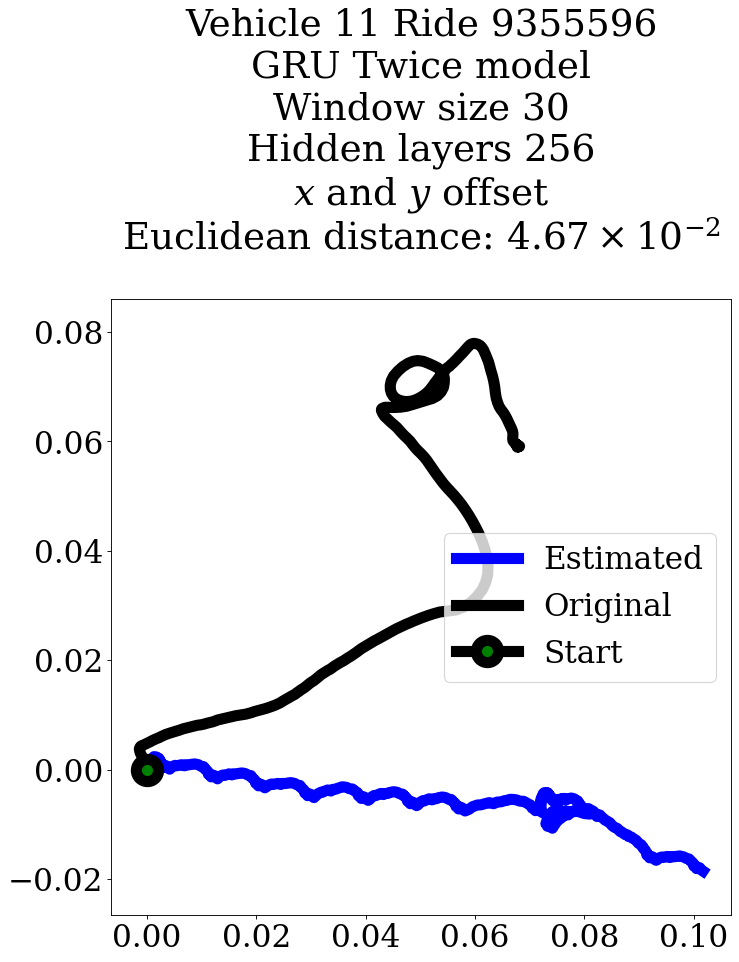 Vehicle 11 Ride 9355596
GRU Twice model
Window size 30
Hidden layers 256
x and y offset
Euclidean distance: 4.67 × 10⁻²
0.08
0.06
0.04
0.02
0.00
−0.02
Estimated
Original
Start
0.00 0.02 0.04 0.06 0.08 0.10